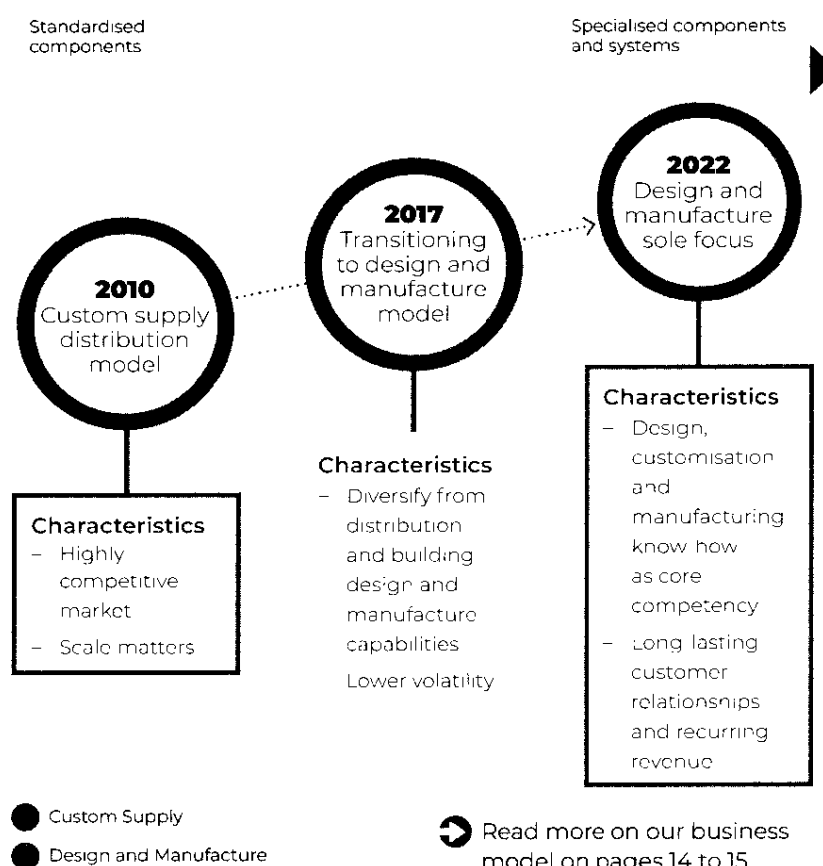 Standardised
components
Specialised components
and systems
2010
Custom supply
distribution
model
2017
Transitioning
to design and
manufacture
model
2022
Design and
manufacture
sole focus
Characteristics
– Highly
competitive
market
– Scale matters
Characteristics
– Diversify from
distribution
and building
design and
manufacture
capabilities
Lower volatility
Characteristics
– Design,
customisation
and
manufacturing
know how
as core
competency
– Long lasting
customer
relationships
and recurring
revenue
Custom Supply
Design and Manufacture
Read more on our business
model on pages 14 to 15